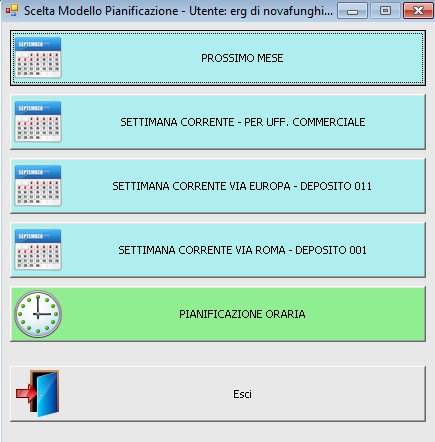 Scelta Modello Pianificazione - Utente: erg di novafunghi...
SEPTEMBER
PROSSIMO MESE
SEPTEMBER
SETTIMANA CORRENTE - PER UFF. COMMERCIALE
SEPTEMBER
SETTIMANA CORRENTE VIA EUROPA - DEPOSITO 011
SEPTEMBER
SETTIMANA CORRENTE VIA ROMA - DEPOSITO 001
PIANIFICAZIONE ORARIA
Esci